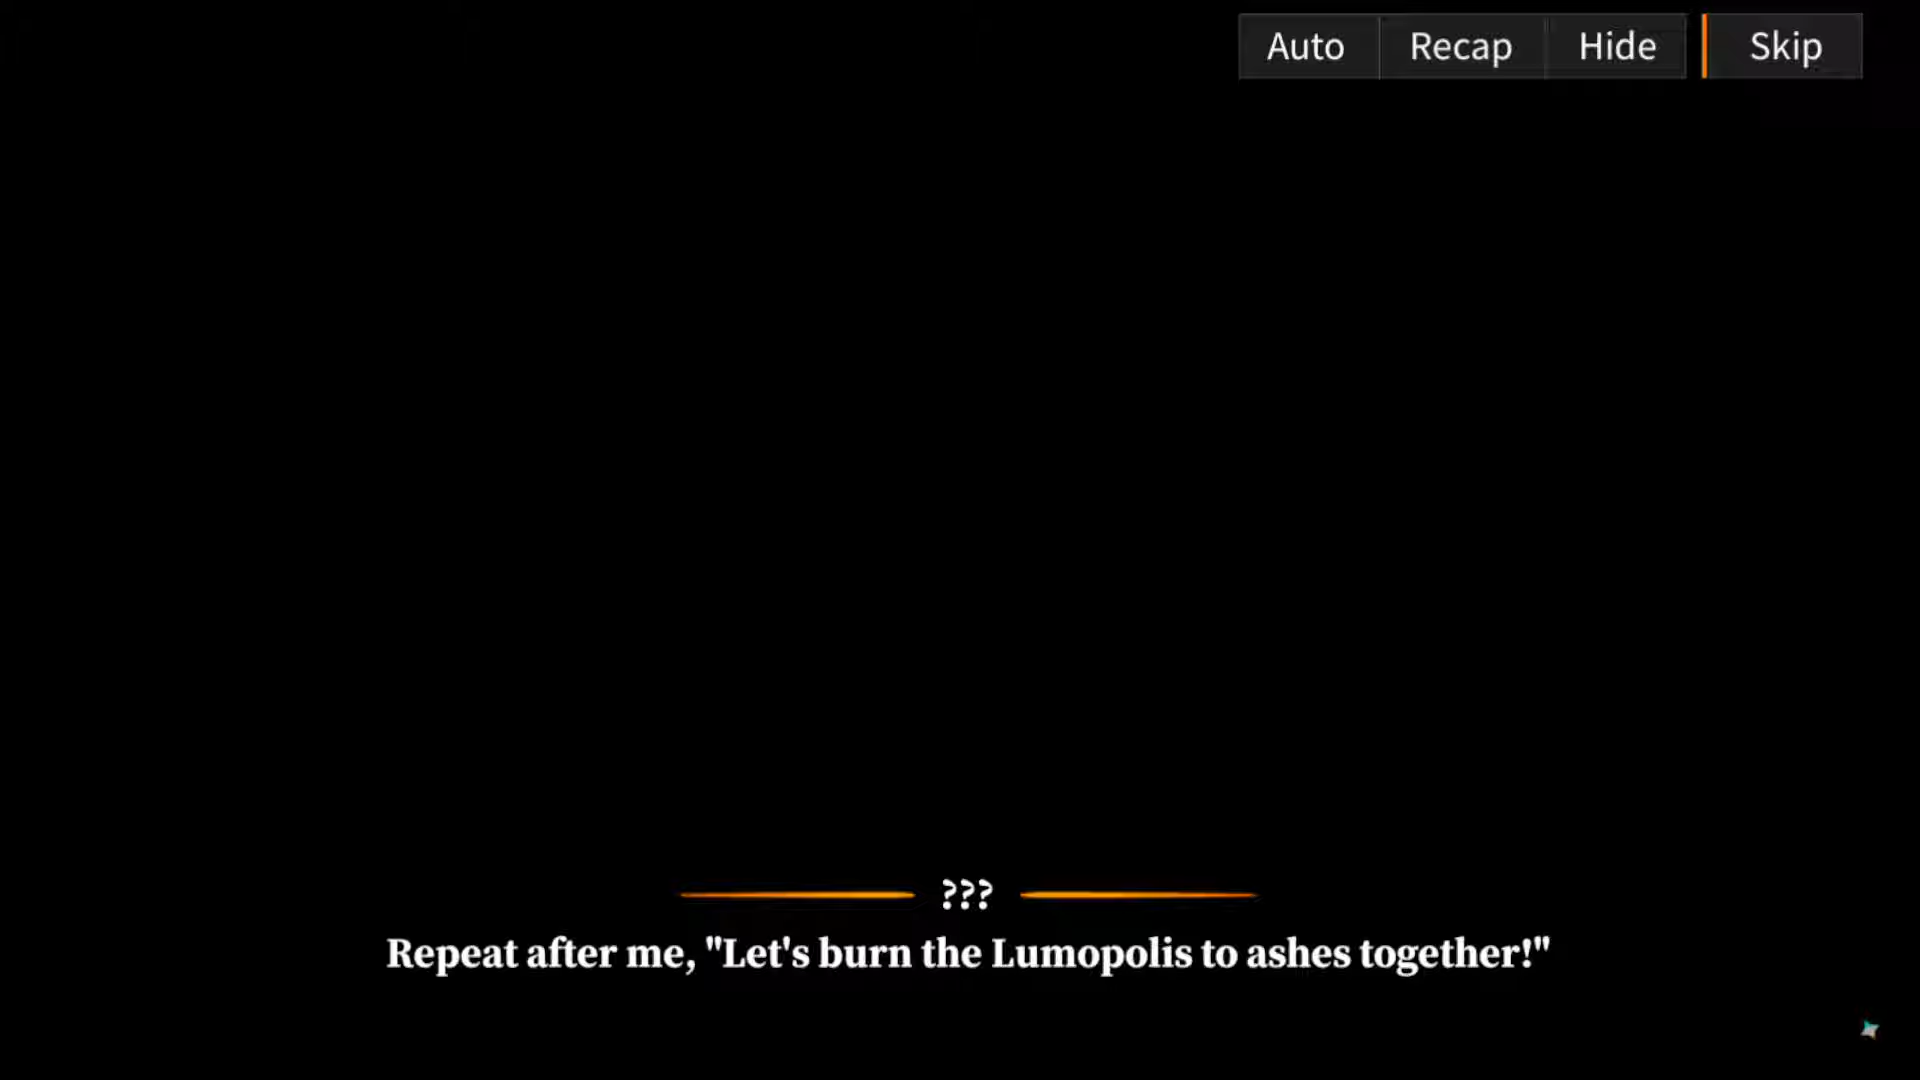 Auto Recap Hide Skip
???
Repeat after me, "Let's burn the Lumopolis to ashes together!"